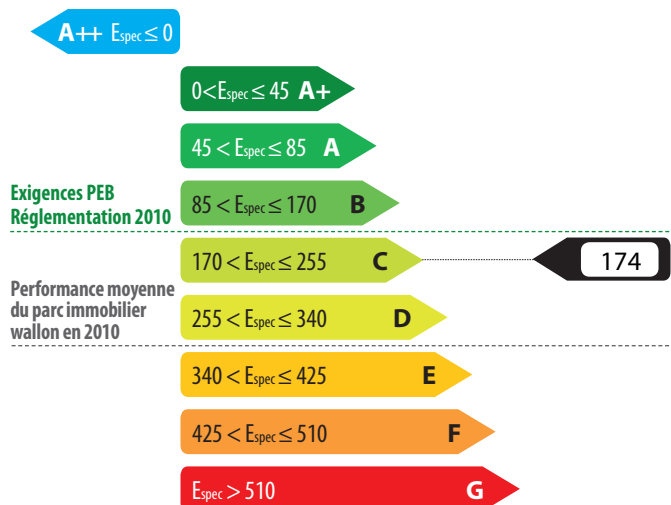 A++ Espec ≤ 0
0<Espec ≤ 45 A+
45 < Espec ≤ 85 A
Exigences PEB
Réglementation 2010
85 < Espec ≤ 170 B
170 < Espec ≤ 255 C
174
Performance moyenne
du parc immobilier
wallon en 2010
255 < Espec ≤ 340 D
340 < Espec ≤ 425 E
425 < Espec ≤ 510 F
Espec > 510 G